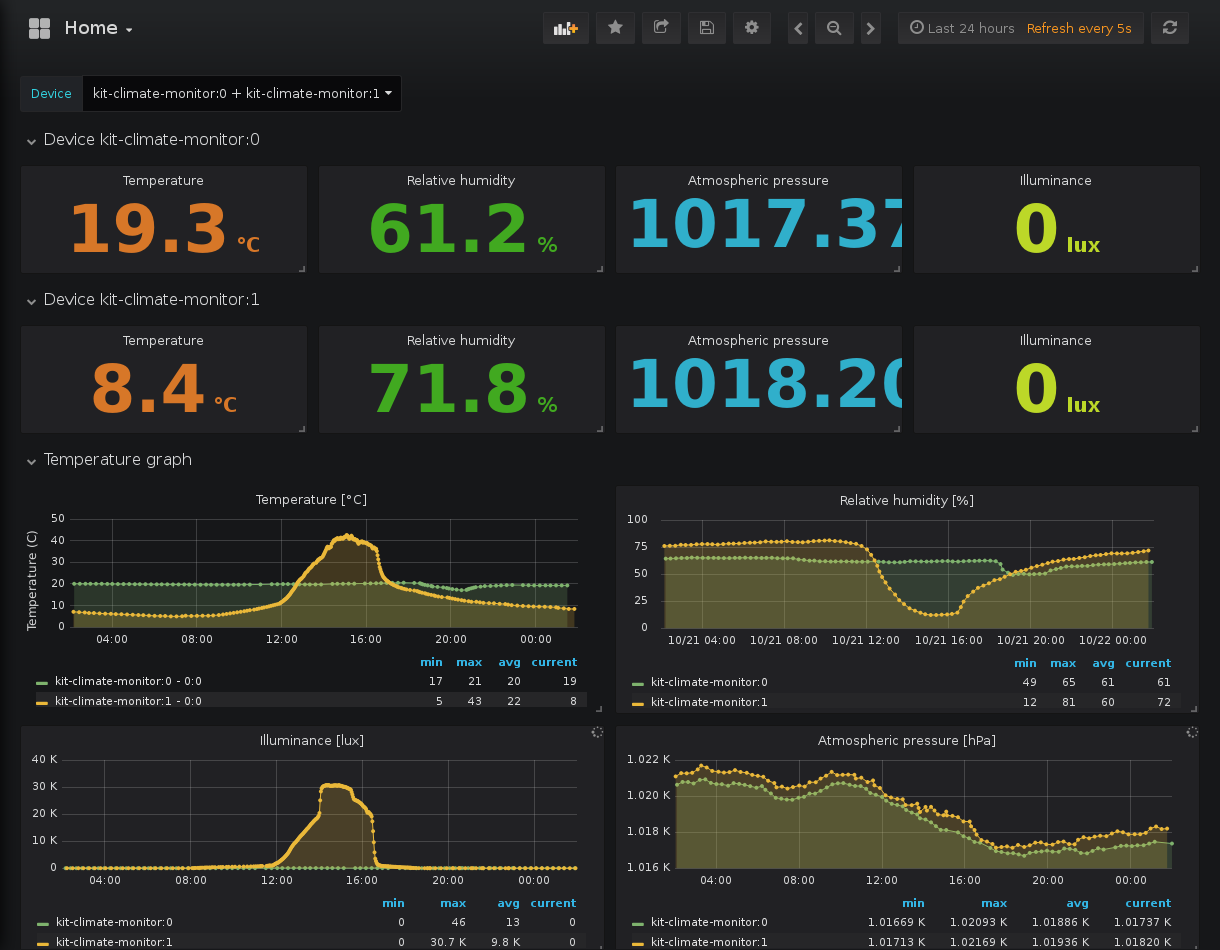 Home
Last 24 hours Refresh every 5s
Device kit-climate-monitor:0 + kit-climate-monitor:1
Device kit-climate-monitor:0
Temperature Relative humidity Atmospheric pressure Illuminance
19.3 °C 61.2 % 1017.37 0 lux
Device kit-climate-monitor:1
Temperature Relative humidity Atmospheric pressure Illuminance
8.4 °C 71.8 % 1018.20 0 lux
Temperature graph
Temperature [°C]
Temperature (C)
50
40
30
20
10
0
04:00 08:00 12:00 16:00 20:00 00:00
min max avg current
kit-climate-monitor:0 - 0:0 17 21 20 19
kit-climate-monitor:1 - 0:0 5 43 22 8
Relative humidity [%]
100
75
50
25
0
10/21 04:00 10/21 08:00 10/21 12:00 10/21 16:00 10/21 20:00 10/22 00:00
min max avg current
kit-climate-monitor:0 49 65 61 61
kit-climate-monitor:1 12 81 60 72
Illuminance [lux]
40 K
30 K
20 K
10 K
0
04:00 08:00 12:00 16:00 20:00 00:00
min max avg current
kit-climate-monitor:0 0 46 13 0
kit-climate-monitor:1 0 30.7 K 9.8 K 0
Atmospheric pressure [hPa]
1.022 K
1.020 K
1.018 K
1.016 K
04:00 08:00 12:00 16:00 20:00 00:00
min max avg current
kit-climate-monitor:0 1.01669 K 1.02093 K 1.01886 K 1.01737 K
kit-climate-monitor:1 1.01713 K 1.02169 K 1.01936 K 1.01820 K